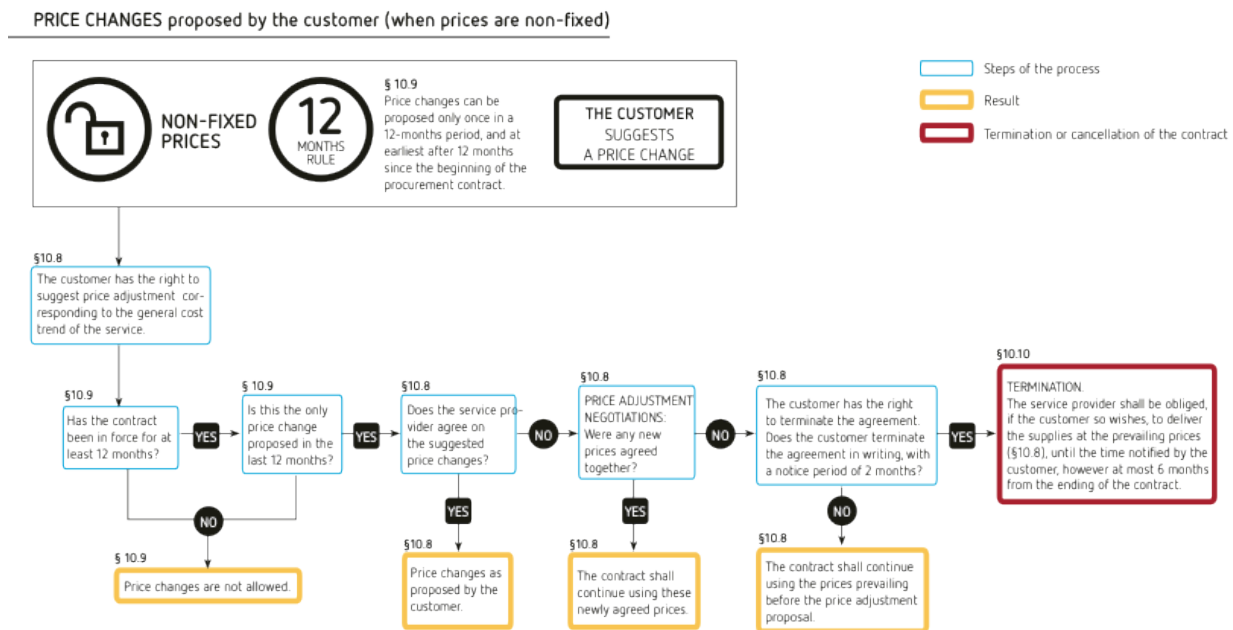 PRICE CHANGES proposed by the customer (when prices are non-fixed)
NON-FIXED
PRICES
12
MONTHS
RULE
§ 10.9
Price changes can be
proposed only once in a
12-months period, and at
earliest after 12 months
since the beginning of the
procurement contract.
THE CUSTOMER
SUGGESTS
A PRICE CHANGE
Steps of the process
Result
Termination or cancellation of the contract
§10.8
The customer has the right to
suggest price adjustment cor-
responding to the general cost
trend of the service.
§10.9
Has the contract
been in force for at
least 12 months?
YES
§ 10.9
Is this the only
price change
proposed in the
last 12 months?
YES
NO
§ 10.9
Price changes are not allowed.
§10.8
Does the service pro-
vider agree on
the suggested
price changes?
NO
YES
§10.8
Price changes as
proposed by the
customer.
§10.8
PRICE ADJUSTMENT
NEGOTIATIONS:
Were any new
prices agreed
together?
NO
YES
§10.8
The contract shall
continue using these
newly agreed prices.
§10.8
The customer has the right
to terminate the agreement.
Does the customer terminate
the agreement in writing, with
a notice period of 2 months?
YES
NO
§10.8
The contract shall continue
using the prices prevailing
before the price adjustment
proposal.
§10.10
TERMINATION.
The service provider shall be obliged,
if the customer so wishes, to deliver
the supplies at the prevailing prices
(§10.8), until the time notified by the
customer, however at most 6 months
from the ending of the contract.